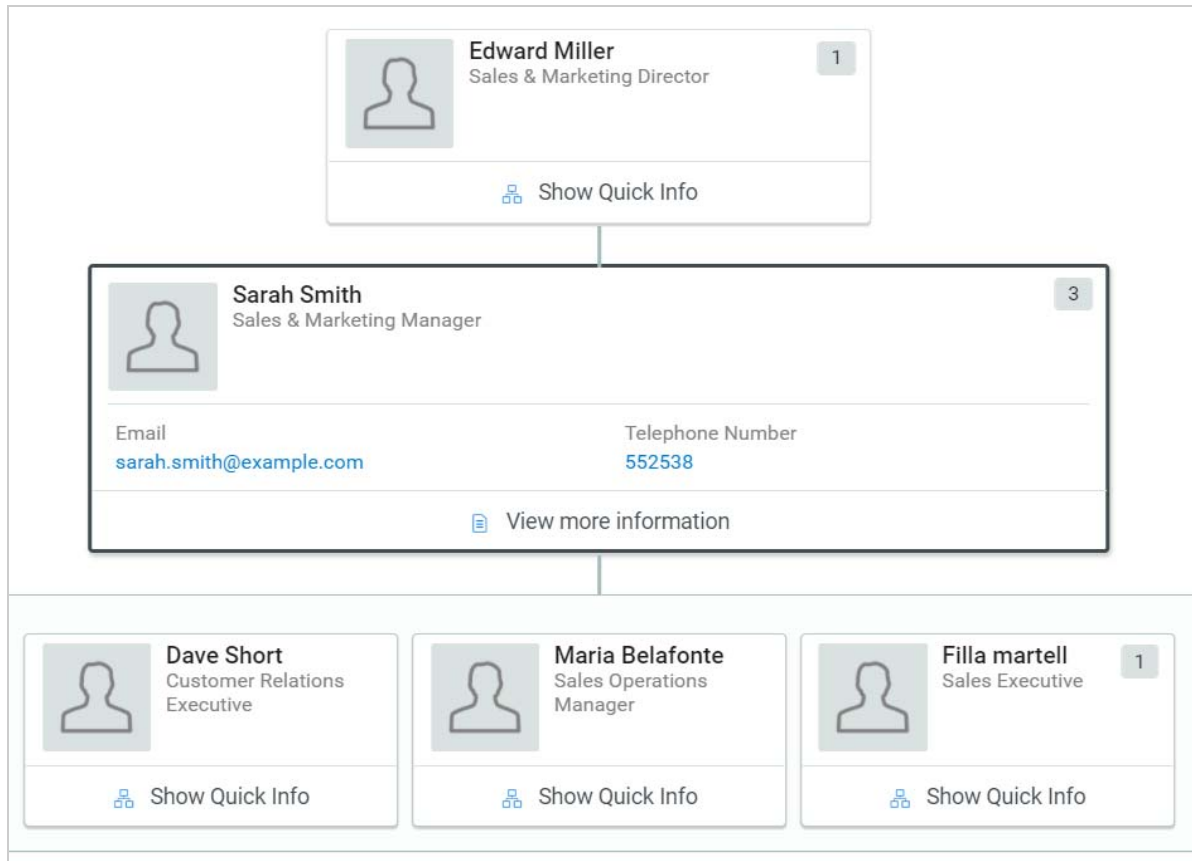 Edward Miller
1
Sales & Marketing Director
Show Quick Info
Sarah Smith
3
Sales & Marketing Manager
Email
Telephone Number
sarah.smith@example.com
552538
View more information
Dave Short
Customer Relations
Executive
Show Quick Info
Maria Belafonte
Sales Operations
Manager
Show Quick Info
Filla martell
1
Sales Executive
Show Quick Info